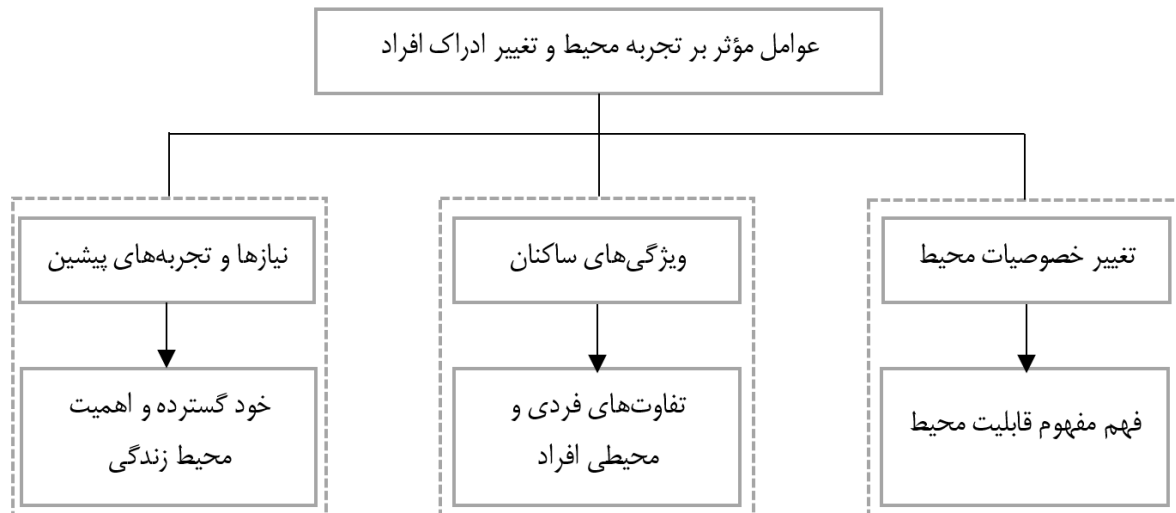 عوامل مؤثر بر تجربه محیط و تغییر ادراک افراد
تغییر خصوصیات محیط
ویژگی‌های ساکنان
نیازها و تجربه‌های پیشین
فهم مفهوم قابلیت محیط
تفاوت‌های فردی و
محیطی افراد
خود گسترده و اهمیت
محیط زندگی